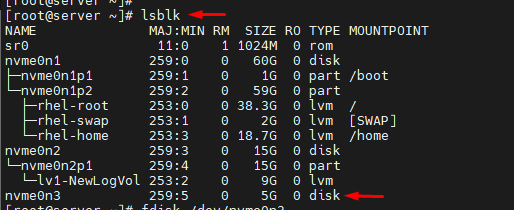 [root@server ~]#
[root@server ~]# lsblk
NAME MAJ:MIN RM SIZE RO TYPE MOUNTPOINT
sr0 11:0 1 1024M 0 rom
nvme0n1 259:0 0 60G 0 disk
├─nvme0n1p1 259:1 0 1G 0 part /boot
└─nvme0n1p2 259:2 0 59G 0 part
├─rhel-root 253:0 0 38.3G 0 lvm /
├─rhel-swap 253:1 0 2G 0 lvm [SWAP]
└─rhel-home 253:3 0 18.7G 0 lvm /home
nvme0n2 259:3 0 15G 0 disk
└─nvme0n2p1 259:4 0 15G 0 part
└─lv1-NewLogVol 253:2 0 9G 0 lvm
nvme0n3 259:5 0 5G 0 disk
[root@server ~]# fdisk